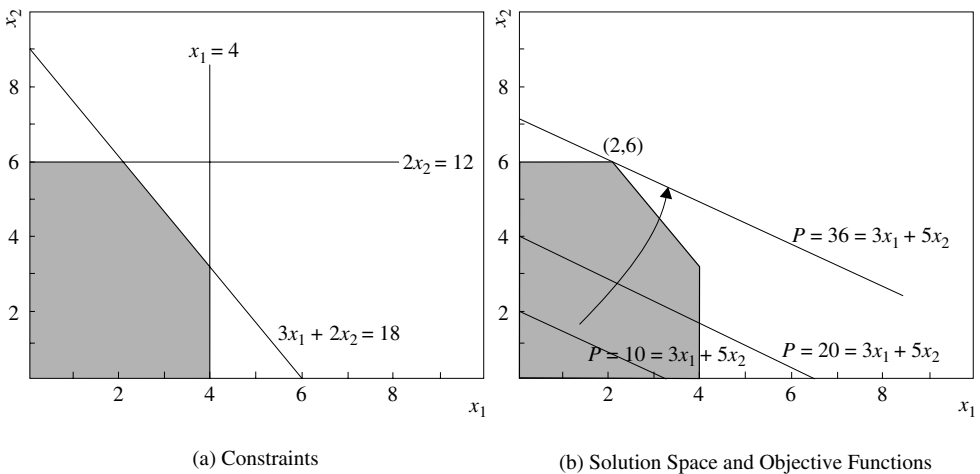 x₂
8
6
4
2
2
4
6
8
x₁
x₁ = 4
2x₂ = 12
3x₁ + 2x₂ = 18
(a) Constraints
x₂
8
6
4
2
2
4
6
8
10
x₁
(2,6)
P = 36 = 3x₁ + 5x₂
P = 20 = 3x₁ + 5x₂
P = 10 = 3x₁ + 5x₂
(b) Solution Space and Objective Functions